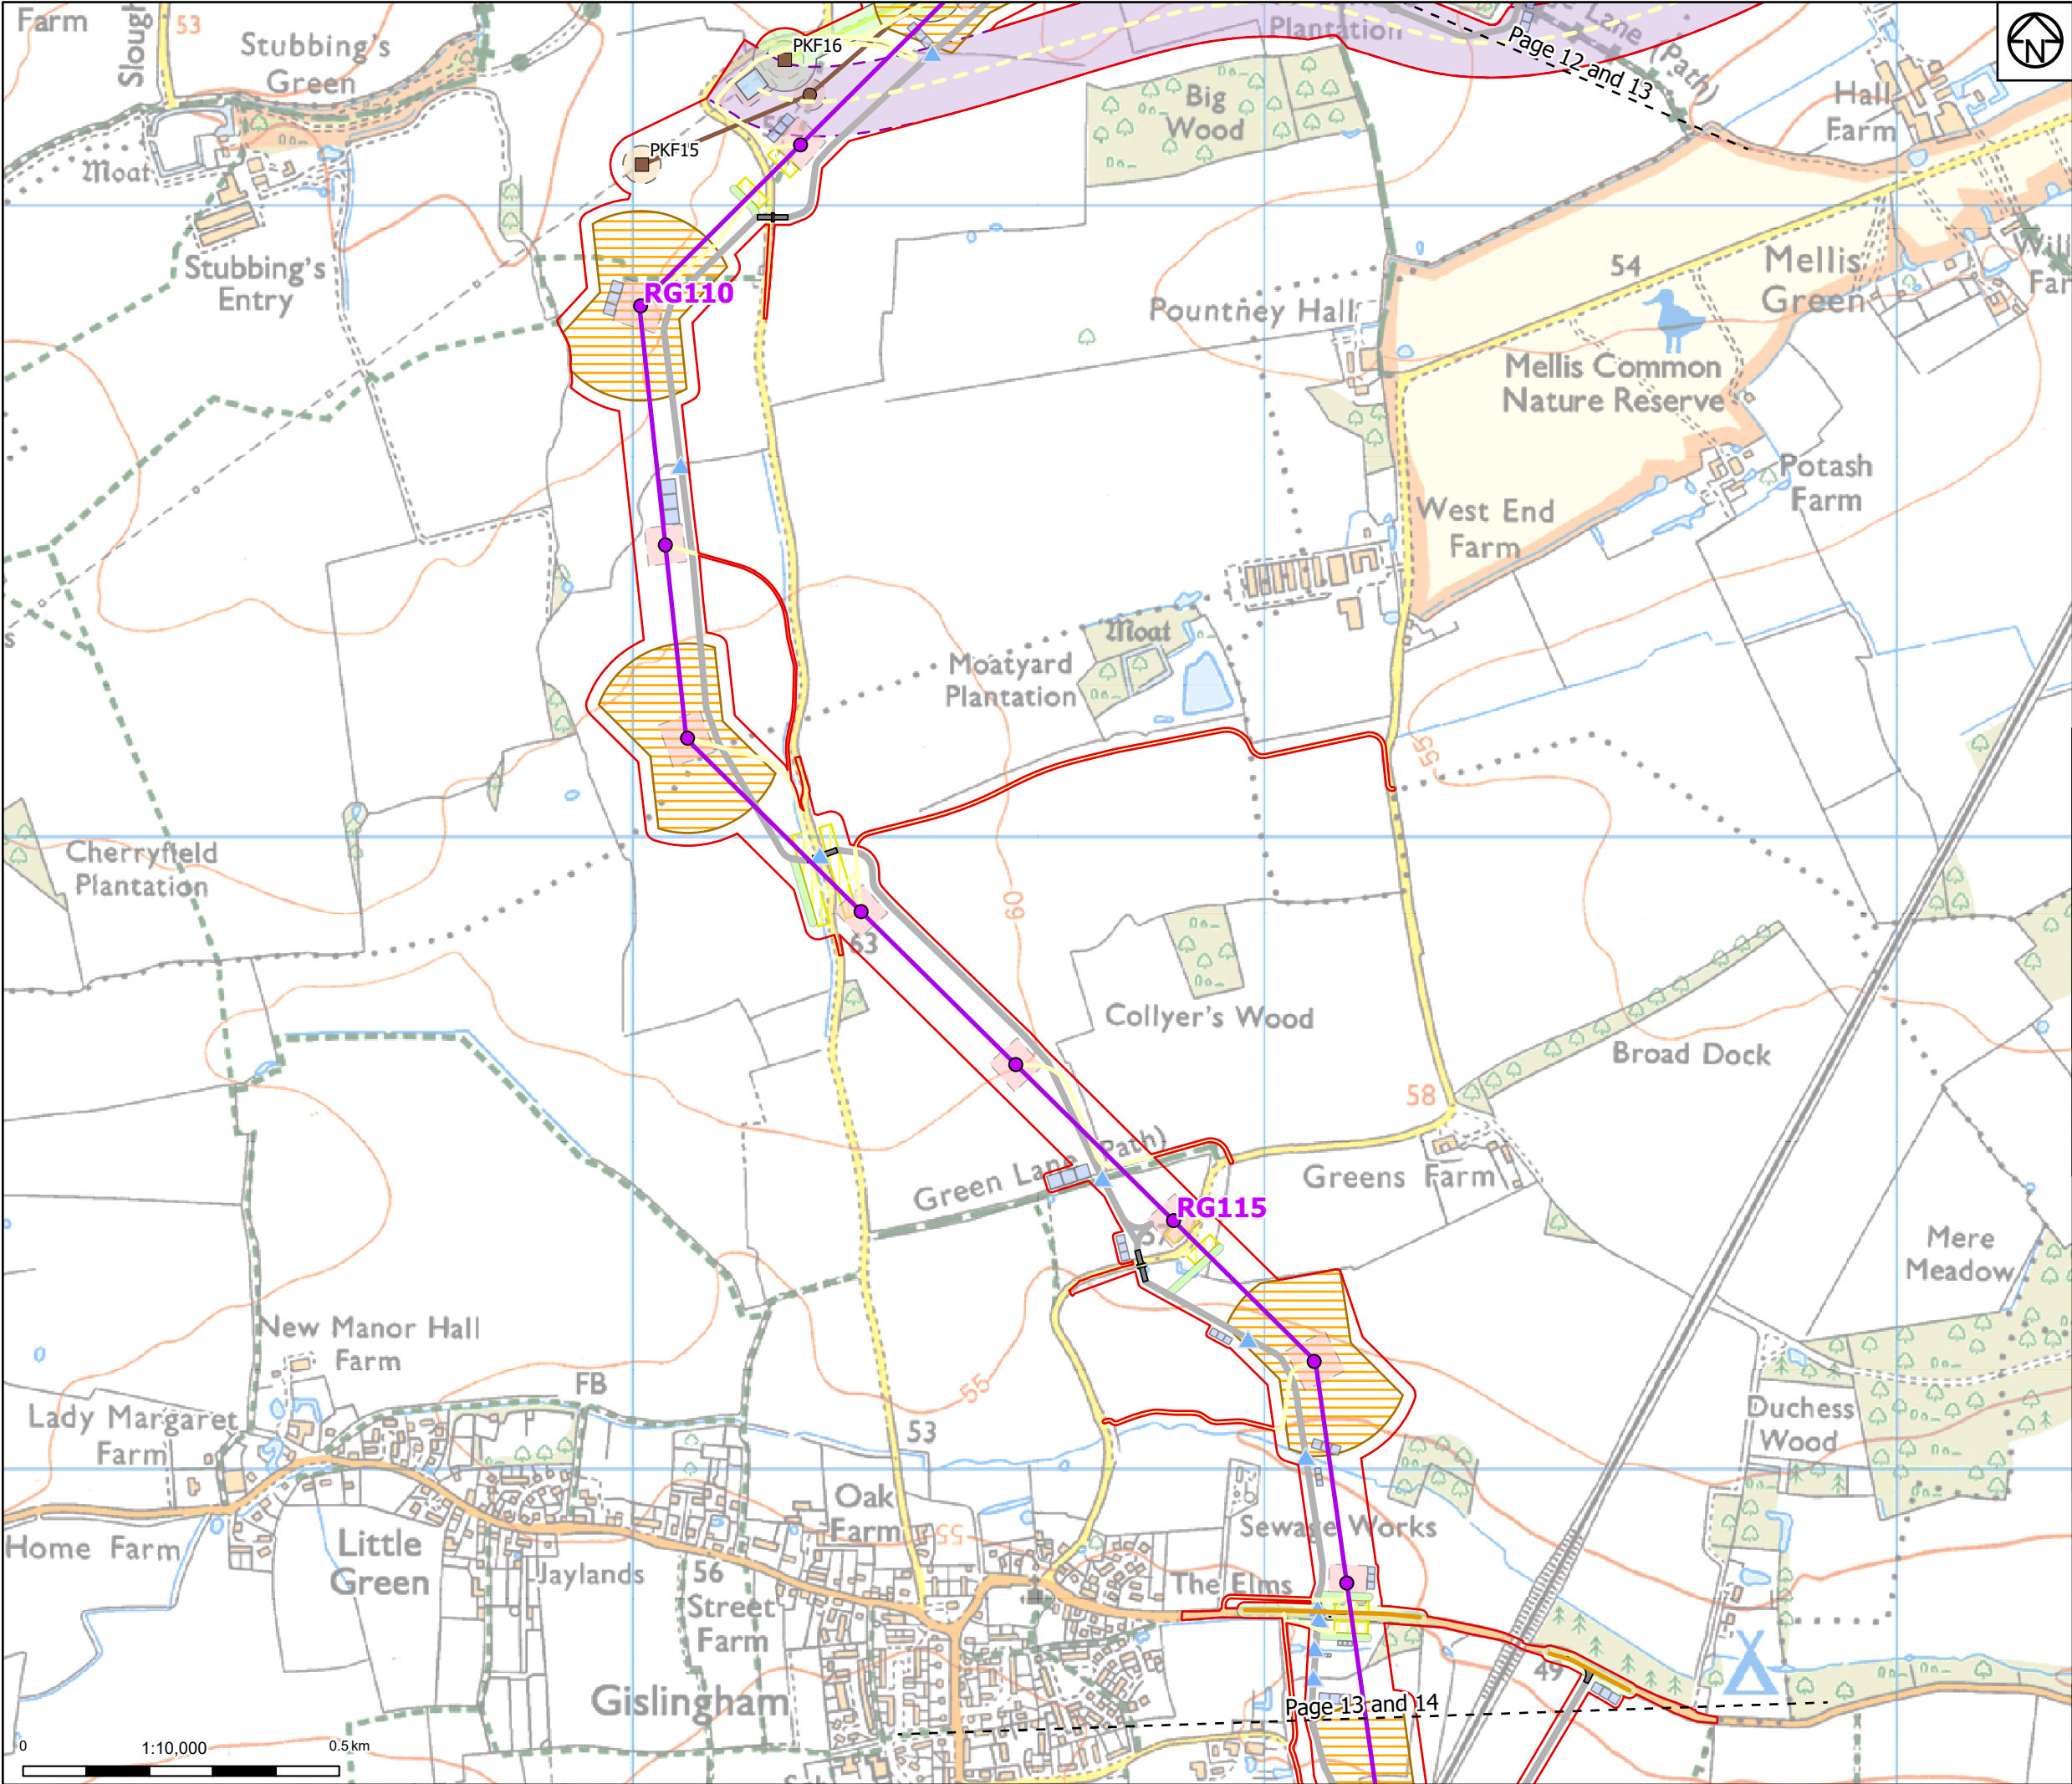 Farm
Slough
53
Stubbing's
Green
PKF16
Plantation
Page 12 and 13
Lane (Path)
N
Big
Wood
Hall
Farm
PKF15
Moat
Stubbing's
Entry
RG110
Pountney Hall
54
Mellis
Green
Mellis Common
Nature Reserve
Potash
Farm
West End
Farm
Moat
Moatyard
Plantation
55
Cherryfield
Plantation
60
63
Collyer's Wood
Broad Dock
58
Green Lane (Path)
Greens Farm
RG115
57
Mere
Meadow
New Manor Hall
Farm
FB
55
Lady Margaret
Farm
53
Duchess
Wood
Oak
Farm
55
Sewage Works
Home Farm
Little
Green
Jaylands
56
Street
Farm
The Elms
49
Gislingham
Page 13 and 14
0
1:10,000
0.5 km